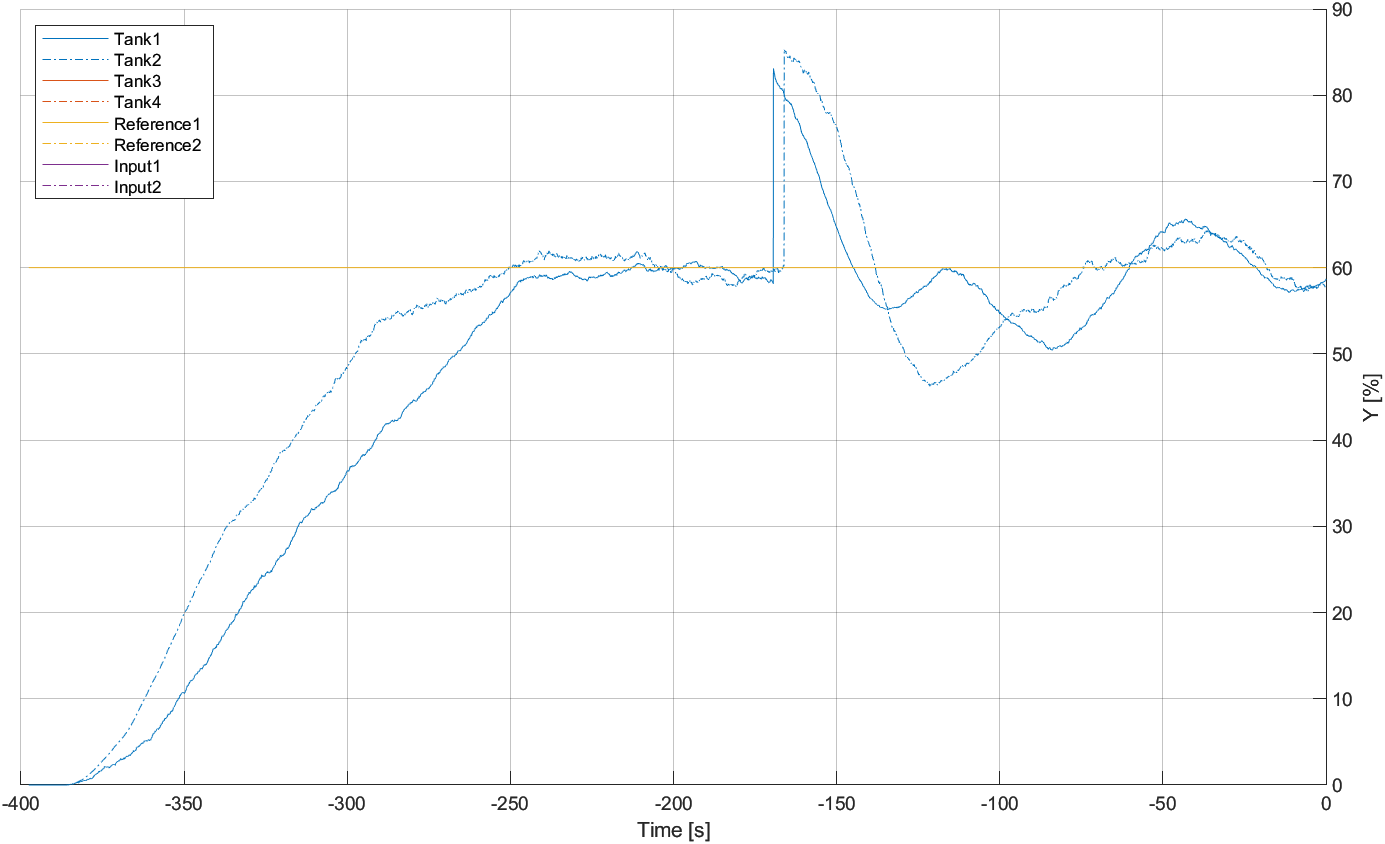 Tank1
Tank2
Tank3
Tank4
Reference1
Reference2
Input1
Input2
90
80
70
60
50
40
30
20
10
0
Y [%]
-400 -350 -300 -250 -200 -150 -100 -50 0
Time [s]